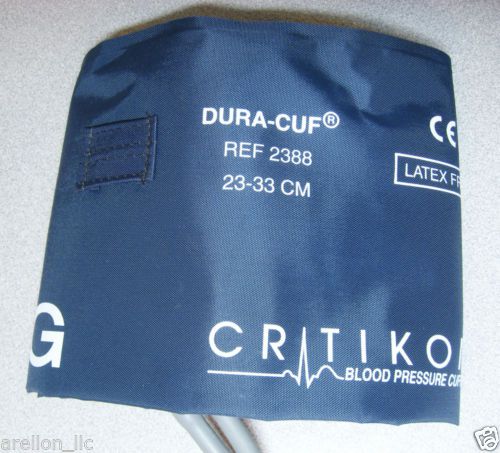 DURA-CUF®
REF 2388
23-33 CM
CE
LATEX FR
G
CRITIKO
BLOOD PRESSURE CUF
arellon_llc